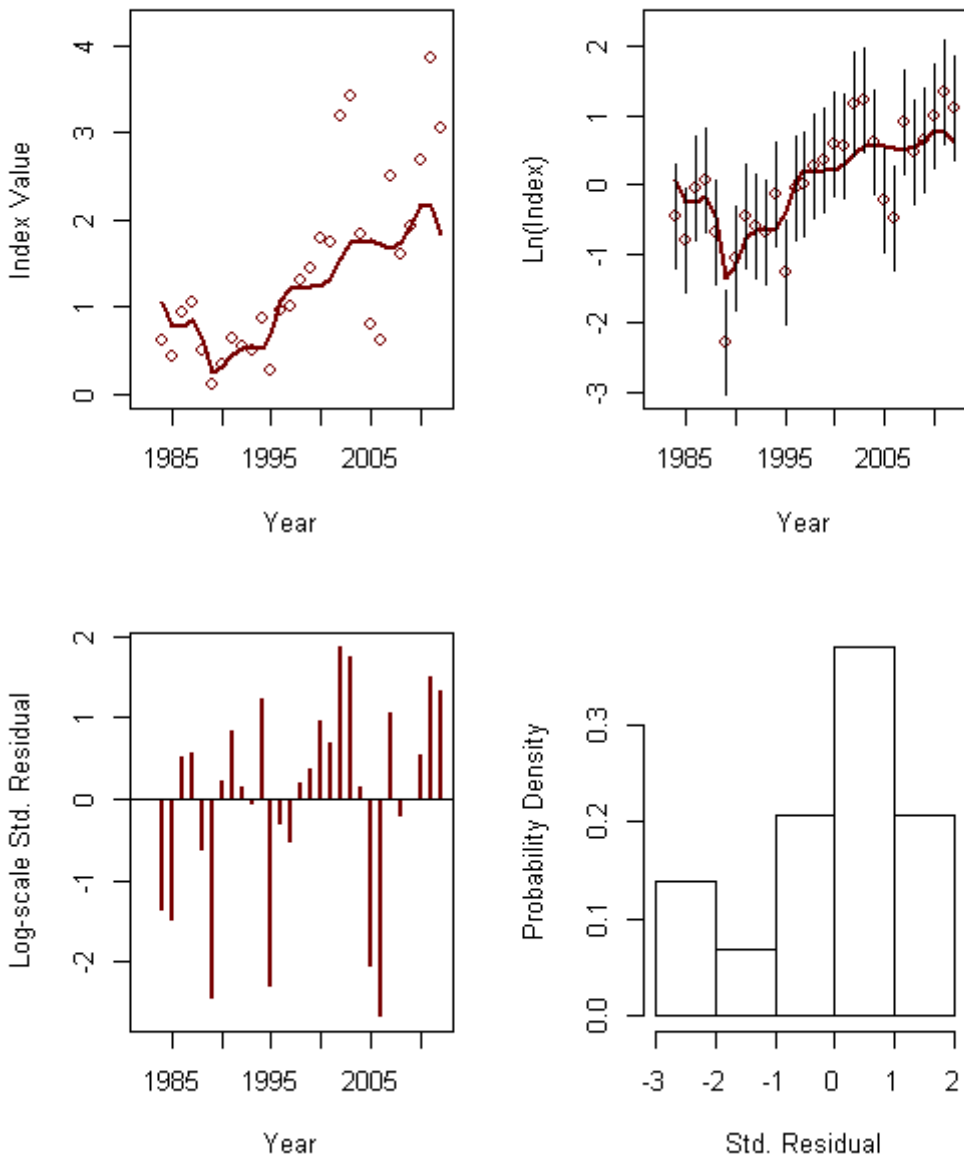 Index Value
4
3
2
1
0
1985 1995 2005
Year
Ln(Index)
2
1
0
-1
-2
-3
1985 1995 2005
Year
Log-scale Std. Residual
2
1
0
-1
-2
1985 1995 2005
Year
Probability Density
0.3
0.2
0.1
0.0
-3 -2 -1 0 1 2
Std. Residual